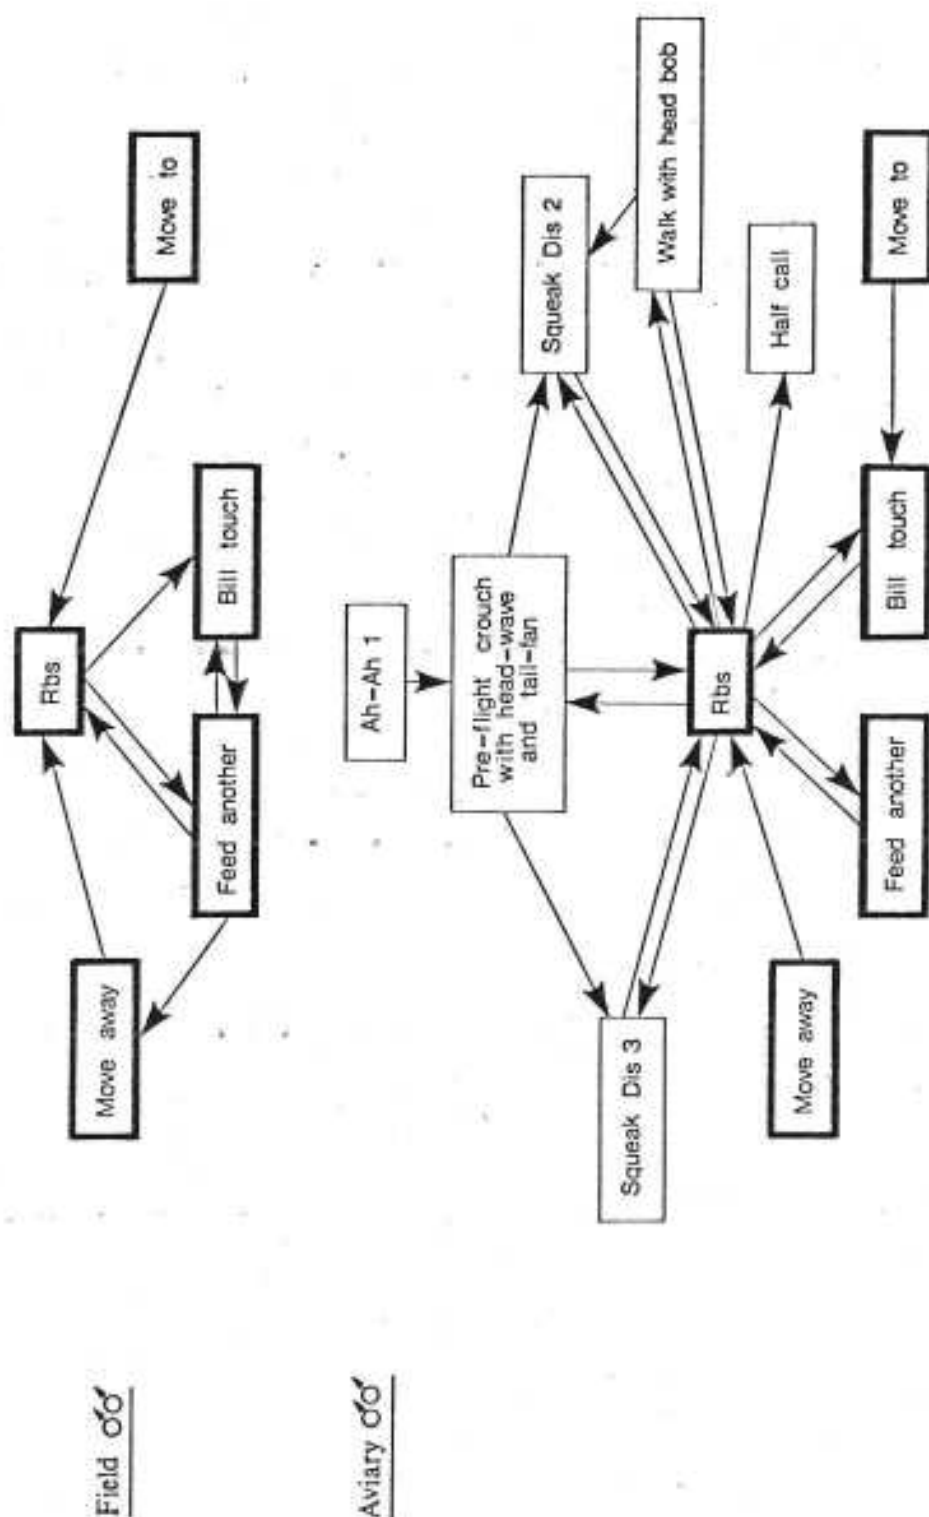 Field ♂♂
Move away
Rbs
Move to
Feed another
Bill touch
Aviary ♂♂
Ah-Ah 1
Pre-flight crouch
with head-wave
and tail-fan
Squeak Dis 2
Walk with head bob
Squeak Dis 3
Rbs
Half call
Move away
Feed another
Bill touch
Move to